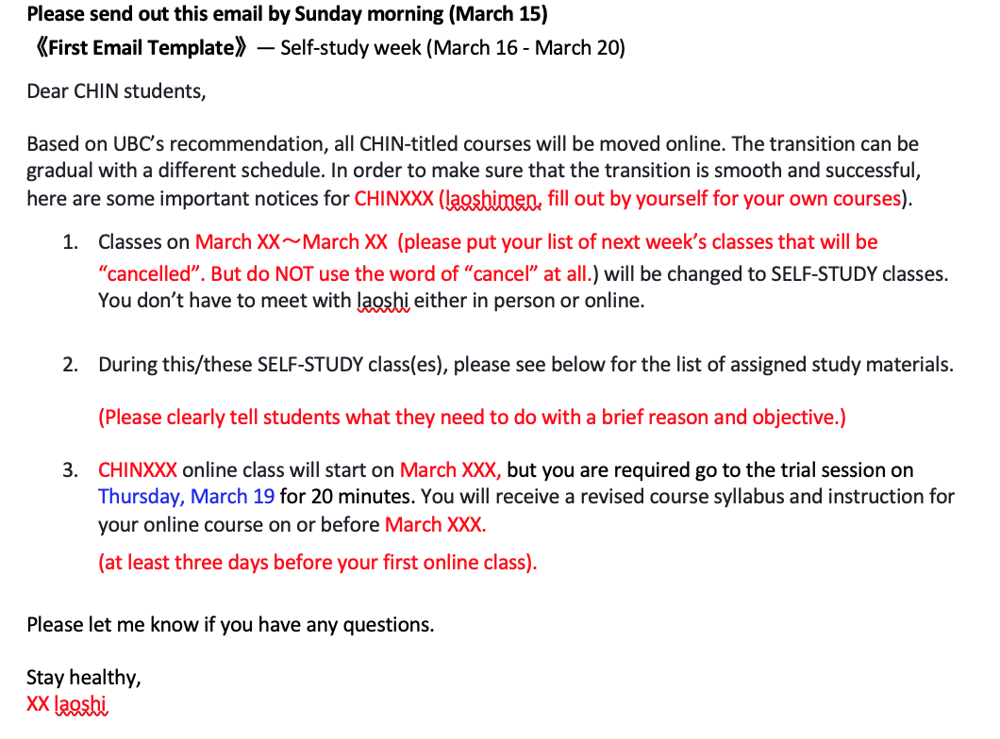 Please send out this email by Sunday morning (March 15)
《First Email Template》 — Self-study week (March 16 - March 20)
Dear CHIN students,
Based on UBC’s recommendation, all CHIN-titled courses will be moved online. The transition can be
gradual with a different schedule. In order to make sure that the transition is smooth and successful,
here are some important notices for CHINXXX (laoshimen, fill out by yourself for your own courses).
1. Classes on March XX～March XX (please put your list of next week’s classes that will be
“cancelled”. But do NOT use the word of “cancel” at all.) will be changed to SELF-STUDY classes.
You don’t have to meet with laoshi either in person or online.
2. During this/these SELF-STUDY class(es), please see below for the list of assigned study materials.
(Please clearly tell students what they need to do with a brief reason and objective.)
3. CHINXXX online class will start on March XXX, but you are required go to the trial session on
Thursday, March 19 for 20 minutes. You will receive a revised course syllabus and instruction for
your online course on or before March XXX.
(at least three days before your first online class).
Please let me know if you have any questions.
Stay healthy,
XX laoshi